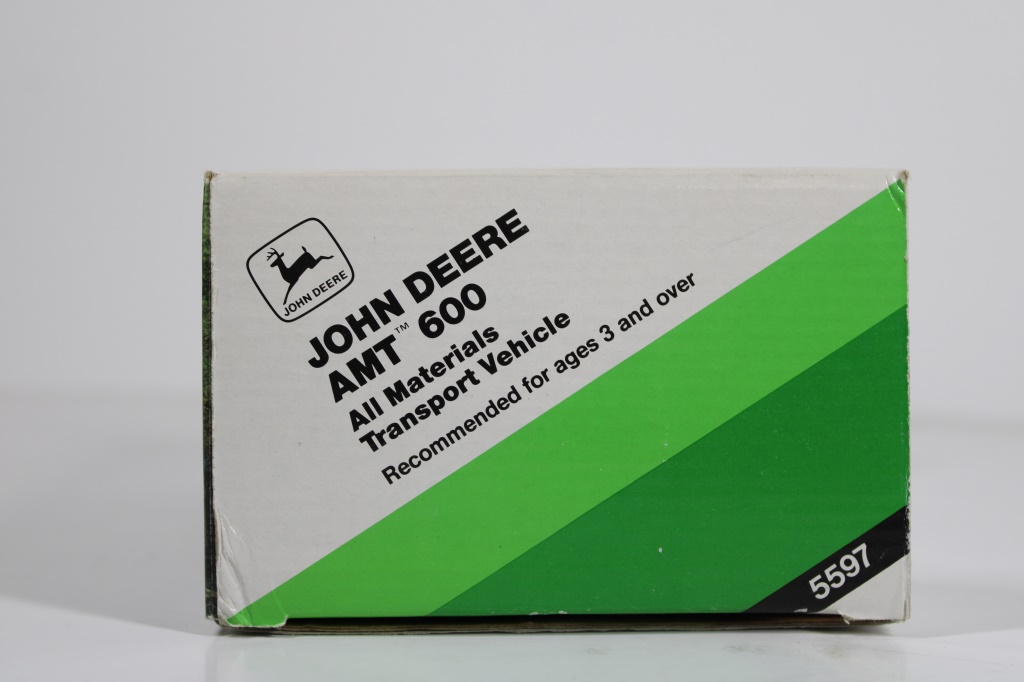 JOHN DEERE
JOHN DEERE
AMT™ 600
All Materials
Transport Vehicle
Recommended for ages 3 and over
5597